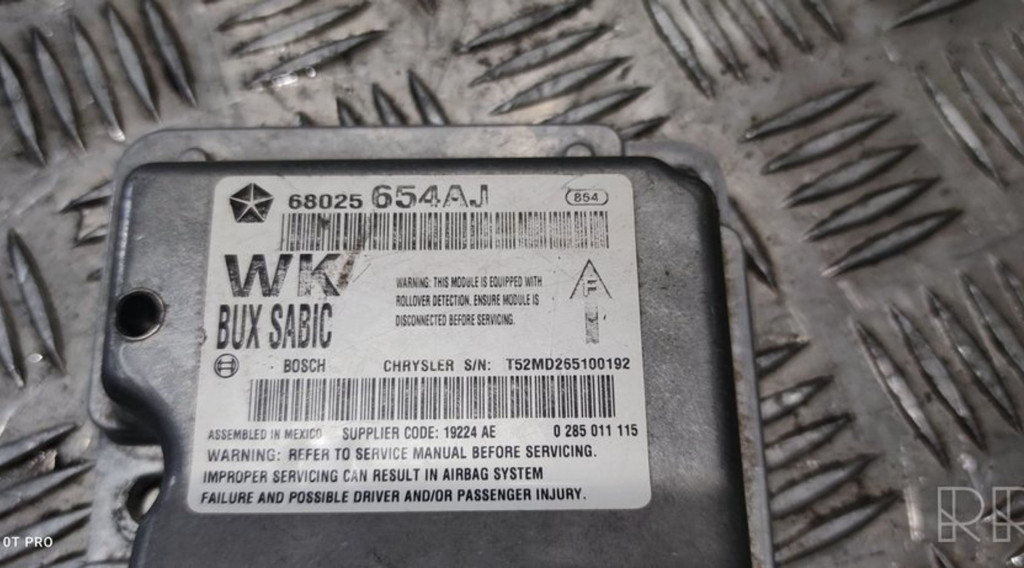 68025 654AJ 864
WK
BUX SABIC
WARNING: THIS MODULE IS EQUIPPED WITH
ROLLOVER DETECTION. ENSURE MODULE IS
DISCONNECTED BEFORE SERVICING.
F
BOSCH CHRYSLER S/N: T52MD265100192
ASSEMBLED IN MEXICO SUPPLIER CODE: 19224 AE 0 285 011 115
WARNING: REFER TO SERVICE MANUAL BEFORE SERVICING.
IMPROPER SERVICING CAN RESULT IN AIRBAG SYSTEM
FAILURE AND POSSIBLE DRIVER AND/OR PASSENGER INJURY.
0T PRO